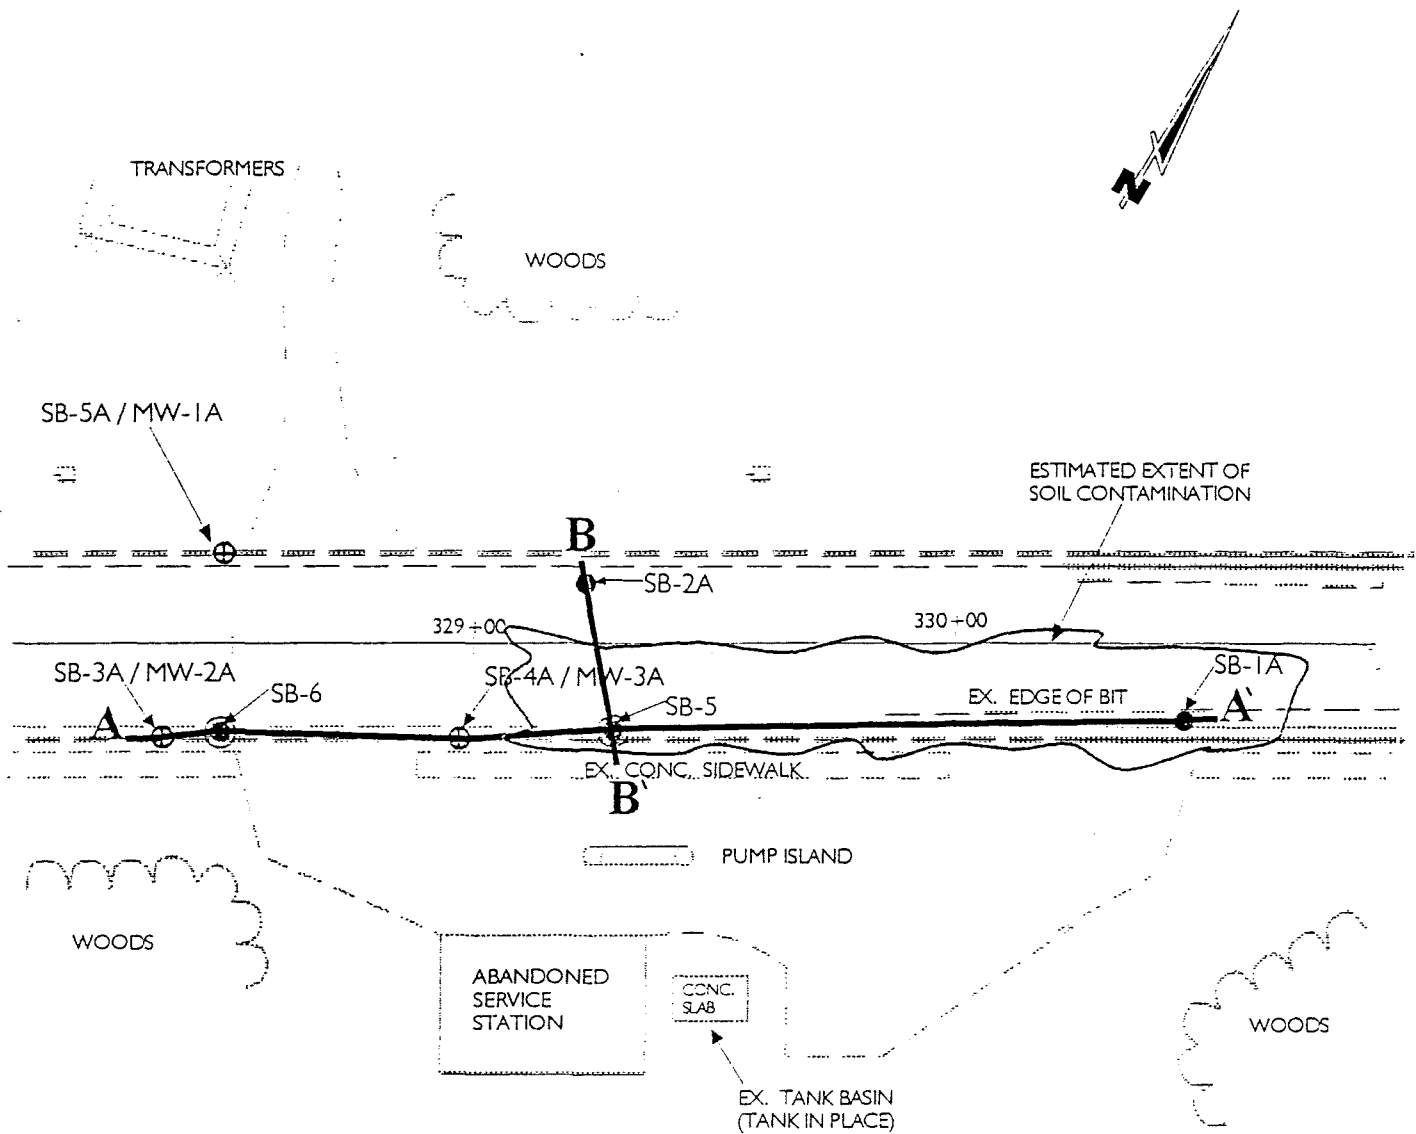 N
TRANSFORMERS
WOODS
SB-5A / MW-1A
ESTIMATED EXTENT OF
SOIL CONTAMINATION
B
SB-2A
329+00
330+00
SB-3A / MW-2A
SB-6
SB-4A / MW-3A
SB-5
SB-1A
EX. EDGE OF BIT
A
A`
EX. CONC. SIDEWALK
B`
PUMP ISLAND
WOODS
ABANDONED
SERVICE
STATION
CONC.
SLAB
WOODS
EX. TANK BASIN
(TANK IN PLACE)